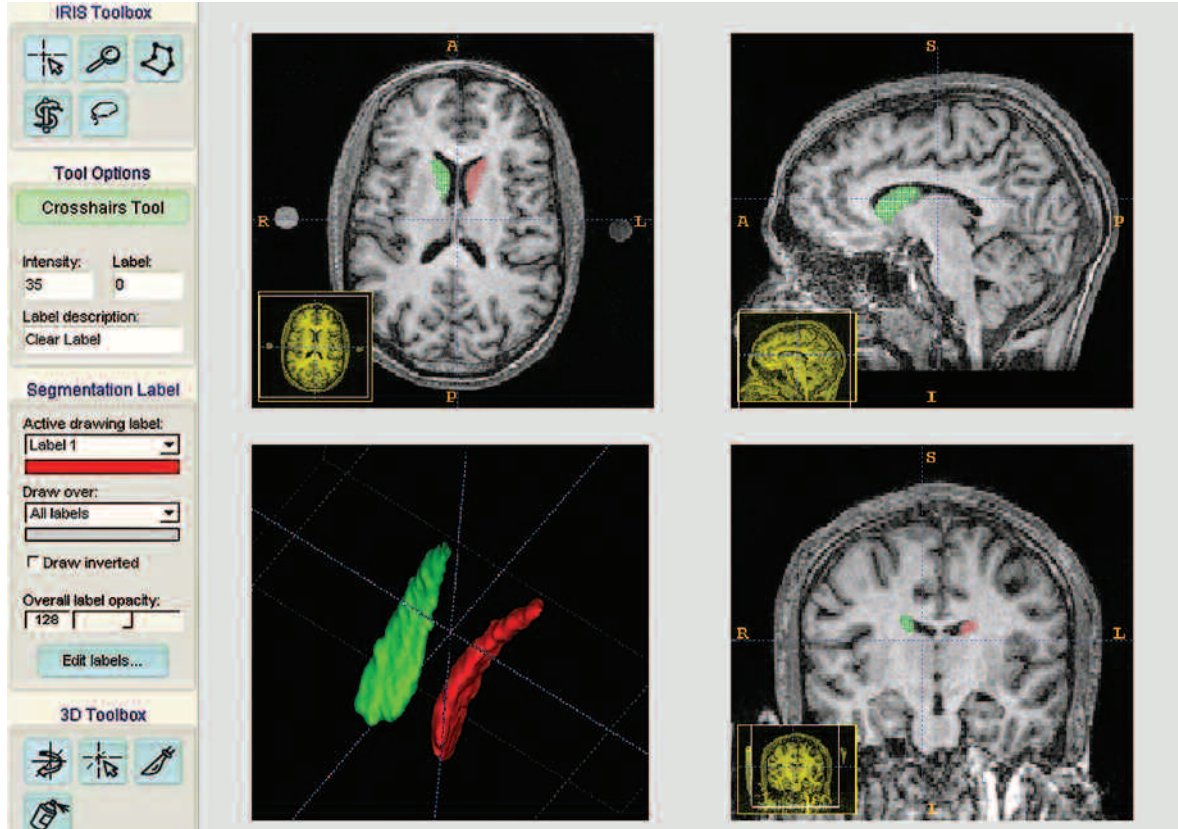 IRIS Toolbox
Tool Options
Crosshairs Tool
Intensity: Label:
35 0
Label description:
Clear Label
Segmentation Label
Active drawing label:
Label 1
Draw over:
All labels
Draw inverted
Overall label opacity:
128
Edit labels...
3D Toolbox
A
R
L
P
S
A
P
I
S
R
L
I